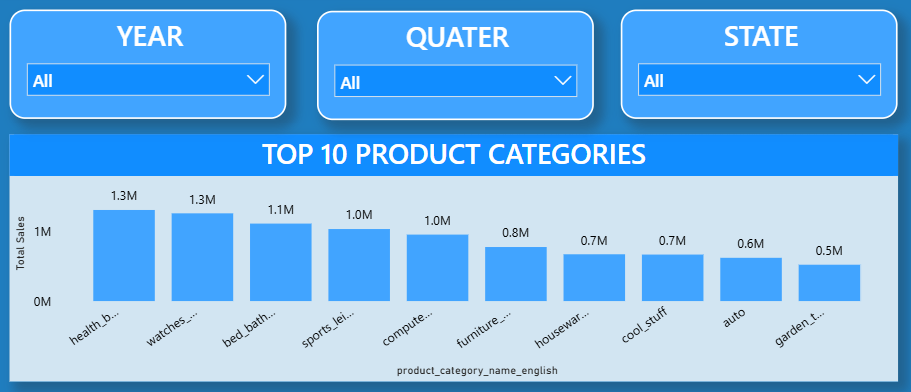 YEAR
QUATER
STATE
All
All
All
TOP 10 PRODUCT CATEGORIES
Total Sales
1M
0M
1.3M
1.3M
1.1M
1.0M
1.0M
0.8M
0.7M
0.7M
0.6M
0.5M
health_b...
watches_...
bed_bath...
sports_lei...
compute...
furniture_...
housewar...
cool_stuff
auto
garden_t...
product_category_name_english